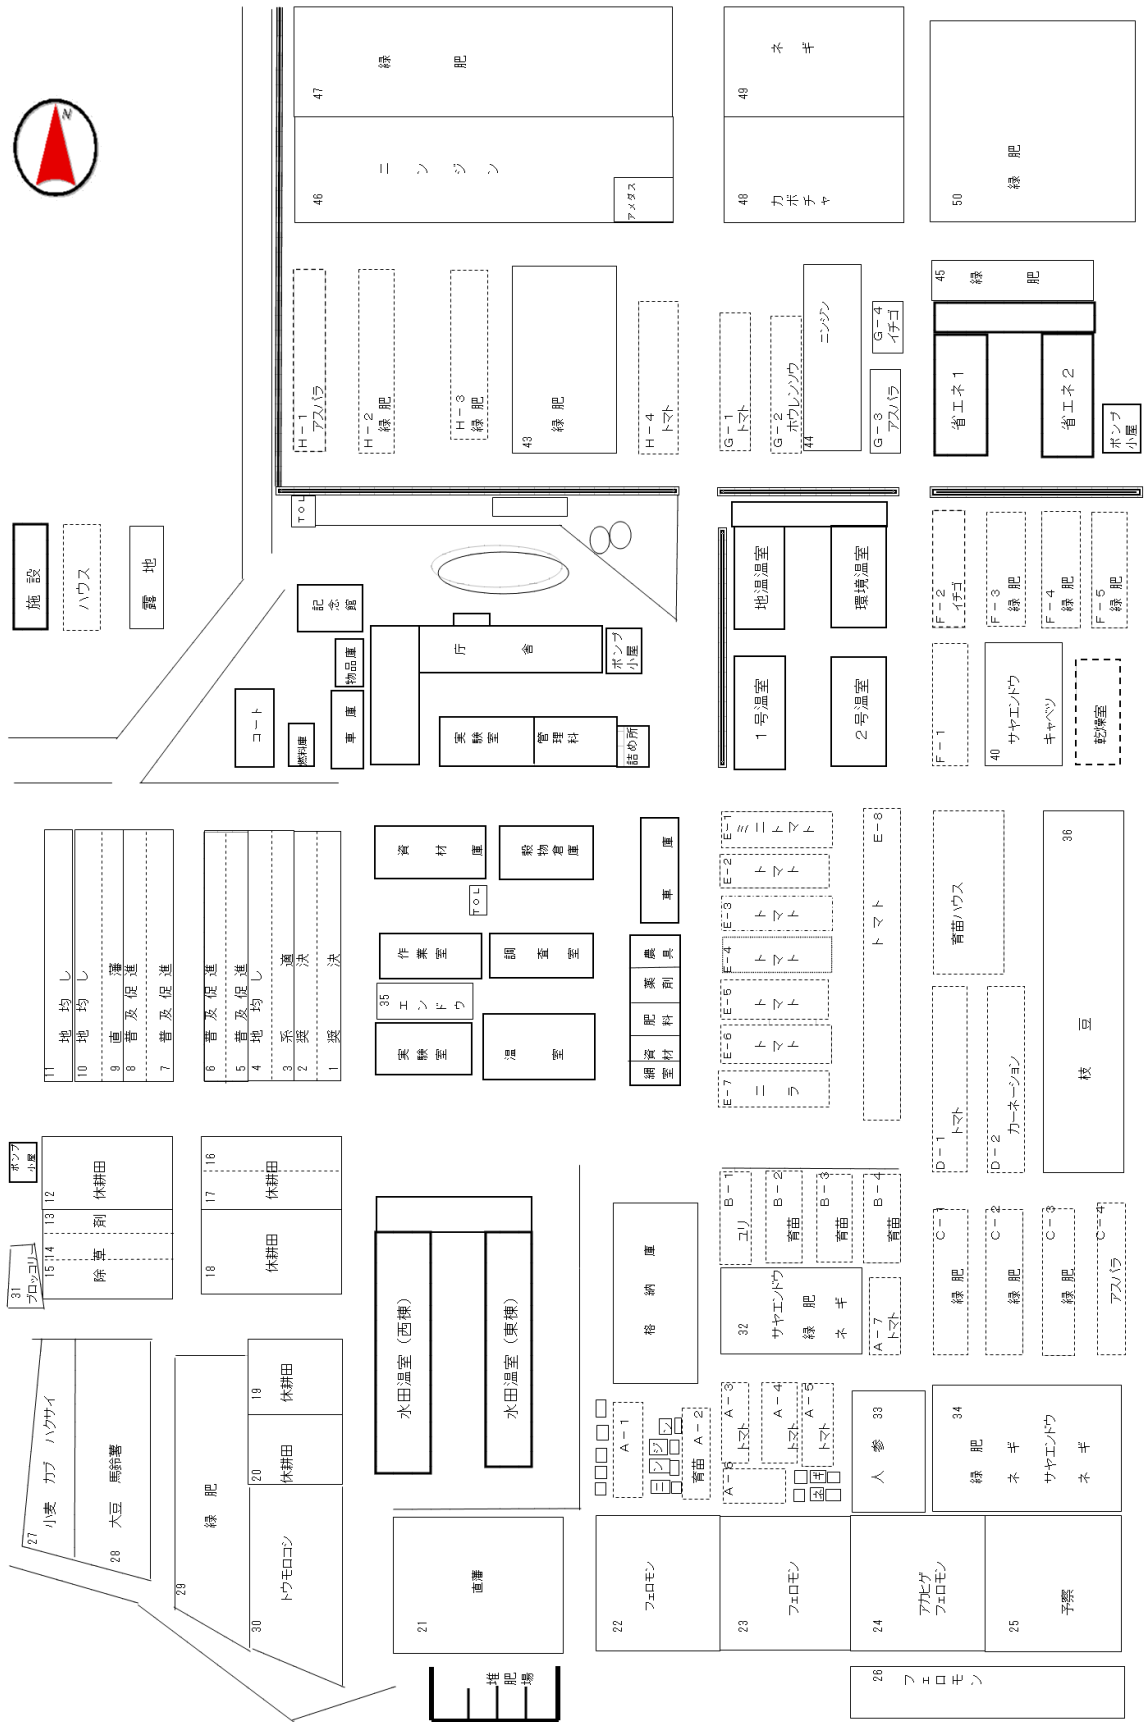 N
47
緑肥
46
ニンジン
アメダス
49
ネギ
48
カボチャ
50
緑肥
45
緑肥
H-1
アスパラ
H-2
緑肥
H-3
緑肥
43
緑肥
H-4
トマト
G-1
トマト
G-2
ホウレンソウ
44
ニンジン
G-3
アスパラ
G-4
イチゴ
省エネ1
省エネ2
ポンプ
小屋
施設
ハウス
露地
TOL
記念館
物品庫
車庫
コート
燃料庫
庁舎
ポンプ
小屋
実験室
管理科
詰め所
地温温室
環境温室
1号温室
2号温室
F-2
イチゴ
F-3
緑肥
F-4
緑肥
F-5
緑肥
F-1
40
サヤエンドウ
キャベツ
乾燥室
11
地均し
10
地均し
9
直藩
8
普及促進
7
普及促進
6
普及促進
5
普及促進
4
地均し
3
系適
2
奨決
1
奨決
資材庫
穀物倉庫
TOL
車庫
作業室
調査室
35
エンドウ
実験室
温室
農具
薬剤
肥料
資材
網室
E-1
ミニトマト
E-2
トマト
E-3
トマト
E-4
トマト
E-5
トマト
E-6
トマト
E-7
ニラ
E-8
トマト
育苗ハウス
36
枝豆
D-1
トマト
D-2
カーネーション
ポンプ
小屋
12
休耕田
13
14
15
除草剤
31
ブロッコリー
16
17
休耕田
18
休耕田
水田温室(西棟)
水田温室(東棟)
格納庫
B-1
ユリ
B-2
育苗
B-3
育苗
B-4
育苗
32
サヤエンドウ
緑肥
ネギ
A-7
トマト
C-1
緑肥
C-2
緑肥
C-3
緑肥
C-4
アスパラ
27
小麦 カブ ハクサイ
28
大豆 馬鈴薯
29
緑肥
19
休耕田
20
休耕田
30
トウモロコシ
A-1
ニンジン
A-2
育苗
A-3
トマト
A-4
トマト
A-5
トマト
A-6
ネギ
33
人参
34
緑肥
ネギ
サヤエンドウ
ネギ
21
直藩
22
フェロモン
23
フェロモン
24
アカヒゲ
フェロモン
25
予察
26
フェロモン
堆肥場